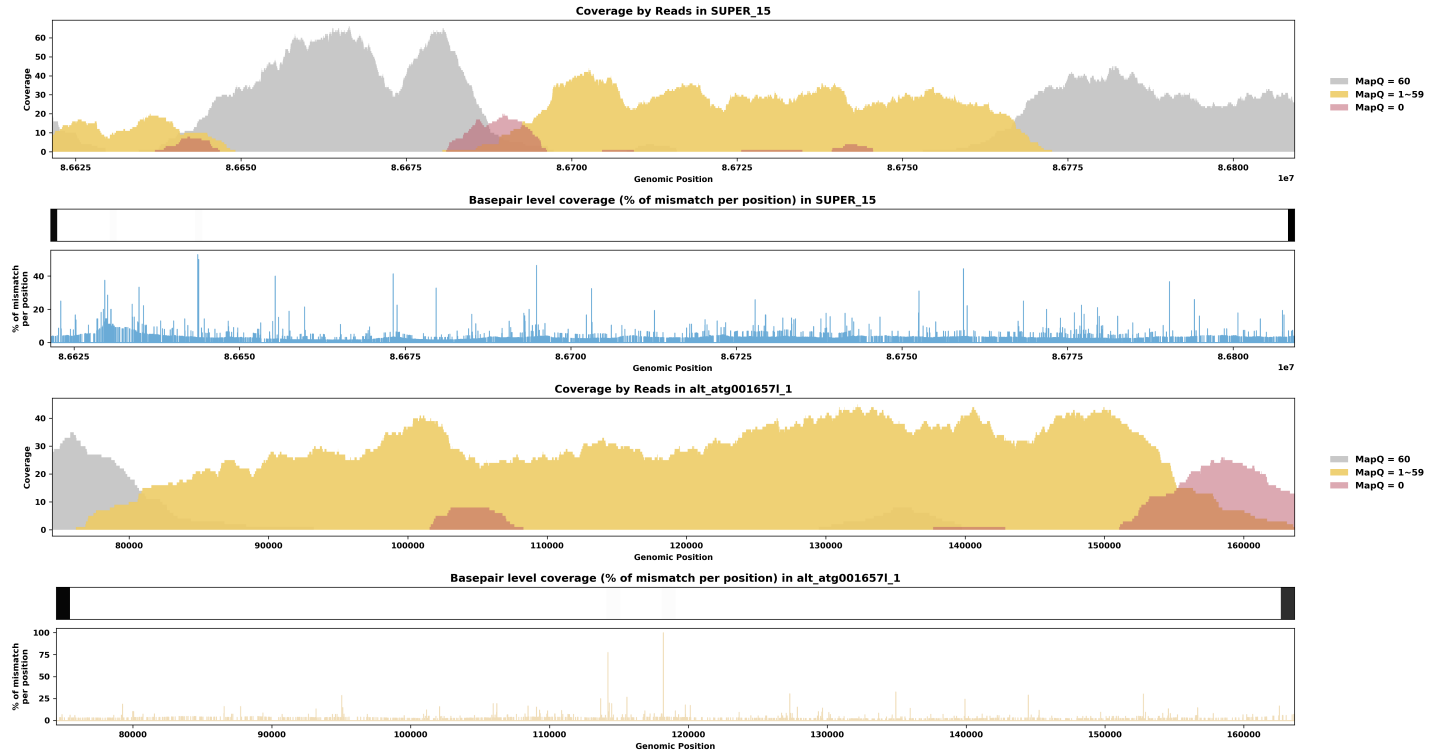 Coverage by Reads in SUPER_15
Coverage
60
50
40
30
20
10
0
8.6625 8.6650 8.6675 8.6700 8.6725 8.6750 8.6775 8.6800
Genomic Position
1e7
MapQ = 60
MapQ = 1~59
MapQ = 0
Basepair level coverage (% of mismatch per position) in SUPER_15
% of mismatch
per position
40
20
0
8.6625 8.6650 8.6675 8.6700 8.6725 8.6750 8.6775 8.6800
Genomic Position
1e7
Coverage by Reads in alt_atg001657l_1
Coverage
40
30
20
10
0
80000 90000 100000 110000 120000 130000 140000 150000 160000
Genomic Position
MapQ = 60
MapQ = 1~59
MapQ = 0
Basepair level coverage (% of mismatch per position) in alt_atg001657l_1
% of mismatch
per position
100
75
50
25
0
80000 90000 100000 110000 120000 130000 140000 150000 160000
Genomic Position